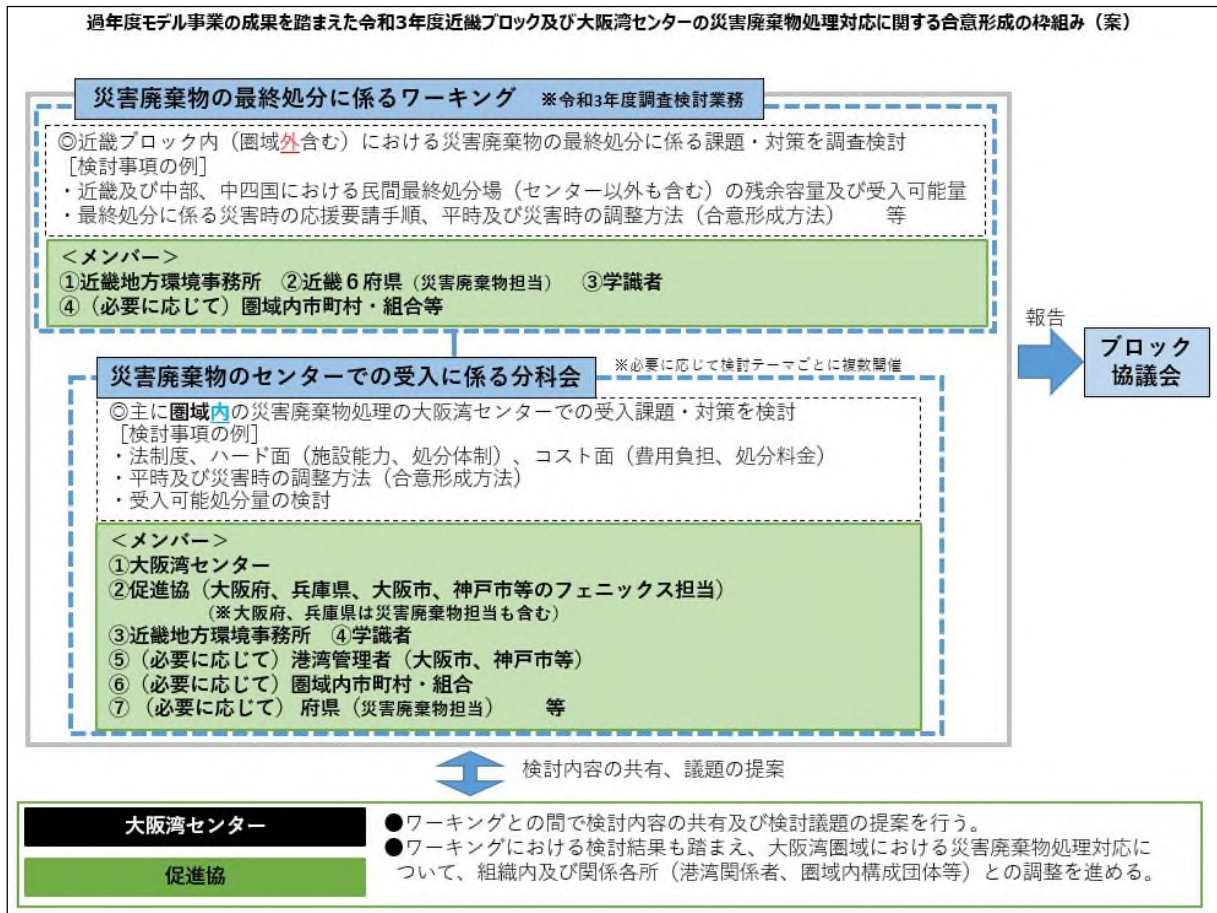 過年度モデル事業の成果を踏まえた令和3年度近畿ブロック及び大阪湾センターの災害廃棄物処理対応に関する合意形成の枠組み（案）
災害廃棄物の最終処分に係るワーキング　※令和3年度調査検討業務
◎近畿ブロック内（圏域外含む）における災害廃棄物の最終処分に係る課題・対策を調査検討
［検討事項の例］
・近畿及び中部、中四国における民間最終処分場（センター以外も含む）の残余容量及び受入可能量
・最終処分に係る災害時の応援要請手順、平時及び災害時の調整方法（合意形成方法）　　等
＜メンバー＞
①近畿地方環境事務所　②近畿６府県（災害廃棄物担当）　③学識者
④（必要に応じて）圏域内市町村・組合等
報告
ブロック
協議会
災害廃棄物のセンターでの受入に係る分科会
※必要に応じて検討テーマごとに複数開催
◎主に圏域内の災害廃棄物処理の大阪湾センターでの受入課題・対策を検討
［検討事項の例］
・法制度、ハード面（施設能力、処分体制）、コスト面（費用負担、処分料金）
・平時及び災害時の調整方法（合意形成方法）
・受入可能処分量の検討
＜メンバー＞
①大阪湾センター
②促進協（大阪府、兵庫県、大阪市、神戸市等のフェニックス担当）
（※大阪府、兵庫県は災害廃棄物担当も含む）
③近畿地方環境事務所　④学識者
⑤（必要に応じて）港湾管理者（大阪市、神戸市等）
⑥（必要に応じて）圏域内市町村・組合
⑦（必要に応じて）府県（災害廃棄物担当）　　等
検討内容の共有、議題の提案
大阪湾センター
促進協
●ワーキングとの間で検討内容の共有及び検討議題の提案を行う。
●ワーキングにおける検討結果も踏まえ、大阪湾圏域における災害廃棄物処理対応に
ついて、組織内及び関係各所（港湾関係者、圏域内構成団体等）との調整を進める。